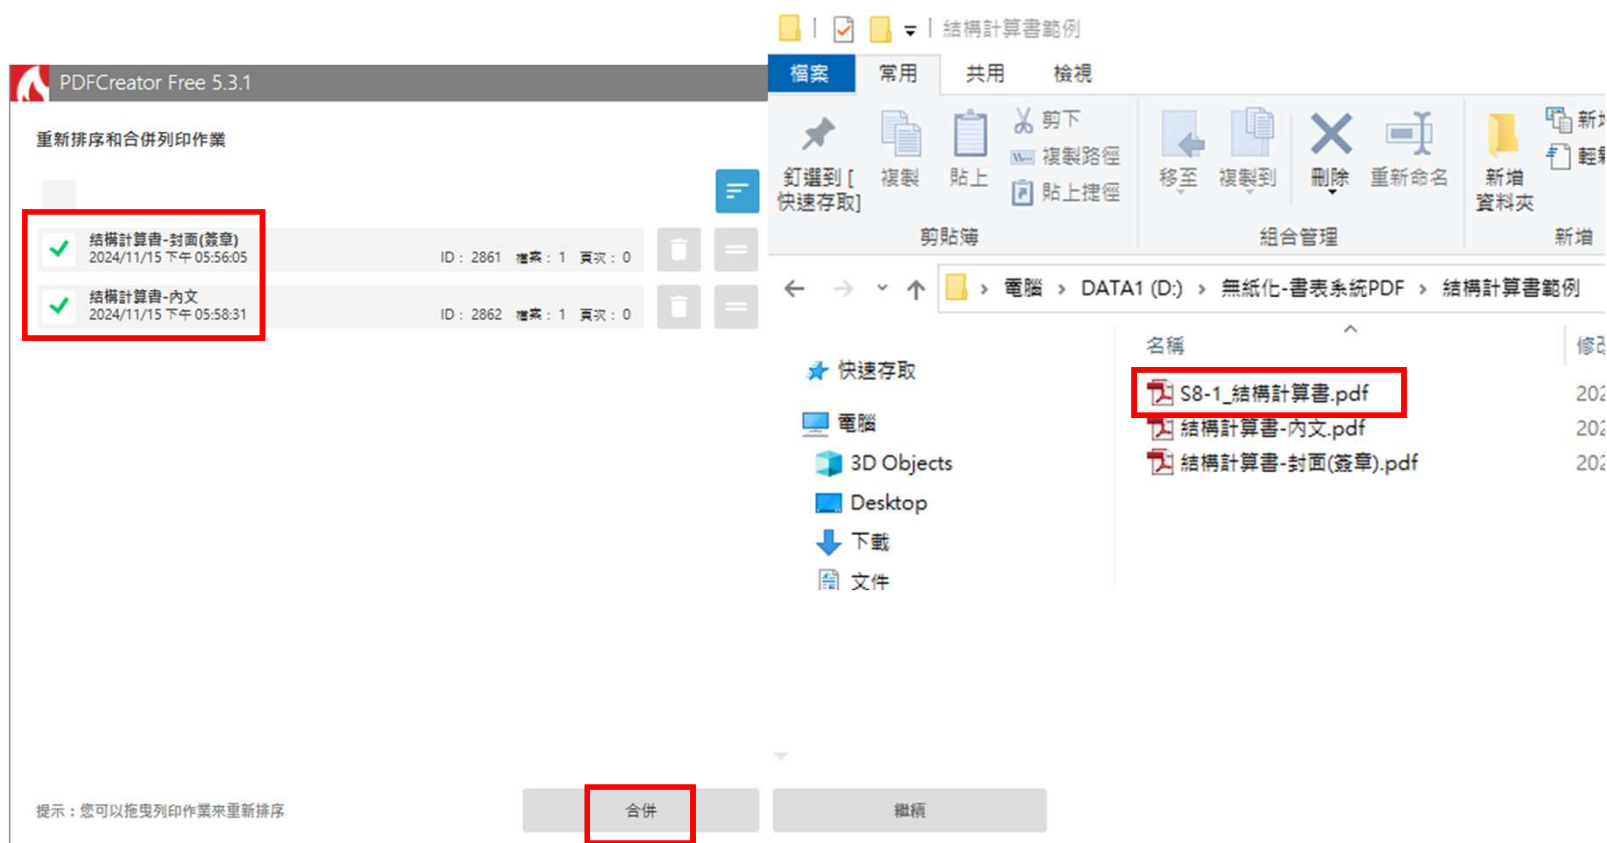 PDFCreator Free 5.3.1
重新排序和合併列印作業
結構計算書-封面(簽章)
2024/11/15 下午 05:56:05
ID : 2861 檔案 : 1 頁次 : 0
結構計算書-內文
2024/11/15 下午 05:58:31
ID : 2862 檔案 : 1 頁次 : 0
提示：您可以拖曳列印作業來重新排序
合併
繼續
結構計算書範例
檔案 常用 共用 檢視
釘選到 [
快速存取]
複製
貼上
剪下
複製路徑
貼上捷徑
剪貼簿
移至
複製到
刪除
重新命名
組合管理
新增
資料夾
新增
電腦 › DATA1 (D:) › 無紙化-書表系統PDF › 結構計算書範例
名稱
快速存取
電腦
3D Objects
Desktop
下載
文件
S8-1_結構計算書.pdf
結構計算書-內文.pdf
結構計算書-封面(簽章).pdf